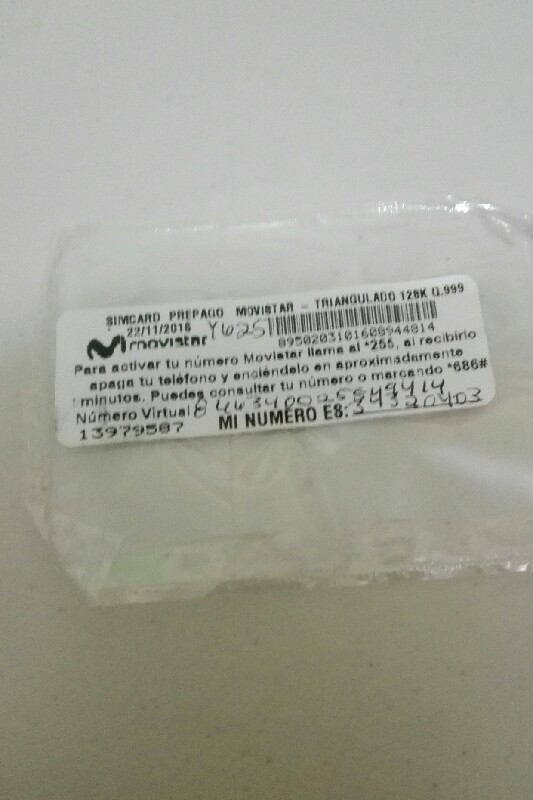 SIMCARD PREPAGO MOVISTAR - TRIANGULADO 128K Q.999
22/11/2016 Y6251
movistar 8950203101608944814
Para activar tu número Movistar llama al *255, al recibirlo
apaga tu teléfono y enciéndelo en aproximadamente
minutos. Puedes consultar tu número o marcando *686#
Número Virtual
MI NUMERO ES:
13979587